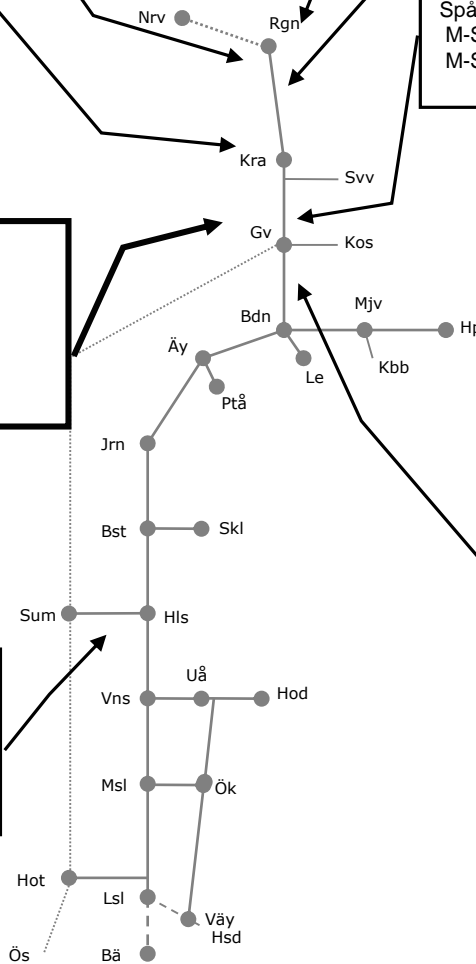 Nrv
Rgn
Spå
M-S
M-S
Kra
Svv
Gv
Kos
Bdn
Mjv
Äy
Le
Kbb
Ptå
Jrn
Bst
Skl
Sum
Hls
Vns
Uå
Hod
Msl
Ök
Hot
Lsl
Väy
Hsd
Ös
Bä